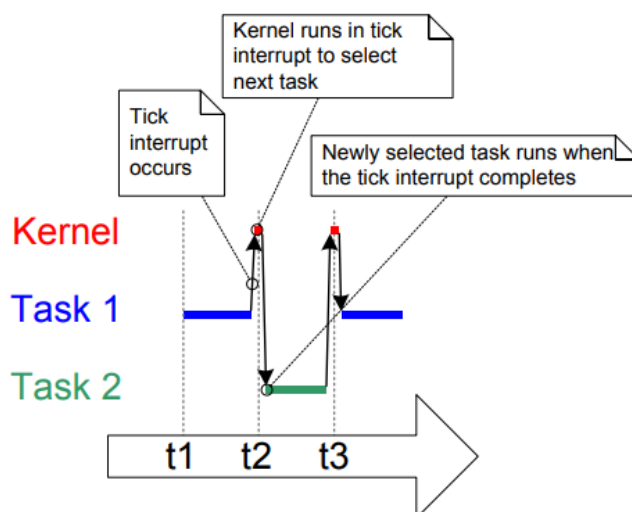 Kernel runs in tick
interrupt to select
next task
Tick
interrupt
occurs
Newly selected task runs when
the tick interrupt completes
Kernel
Task 1
Task 2
t1 t2 t3